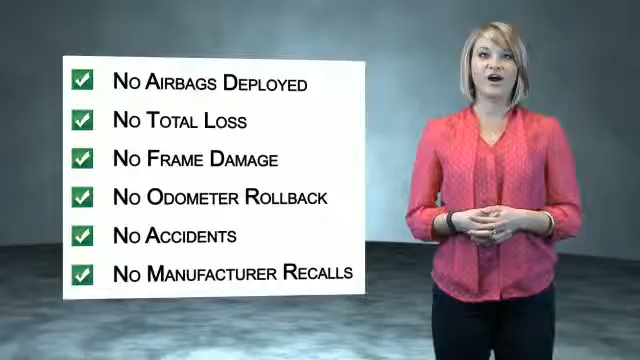 No Airbags Deployed
No Total Loss
No Frame Damage
No Odometer Rollback
No Accidents
No Manufacturer Recalls